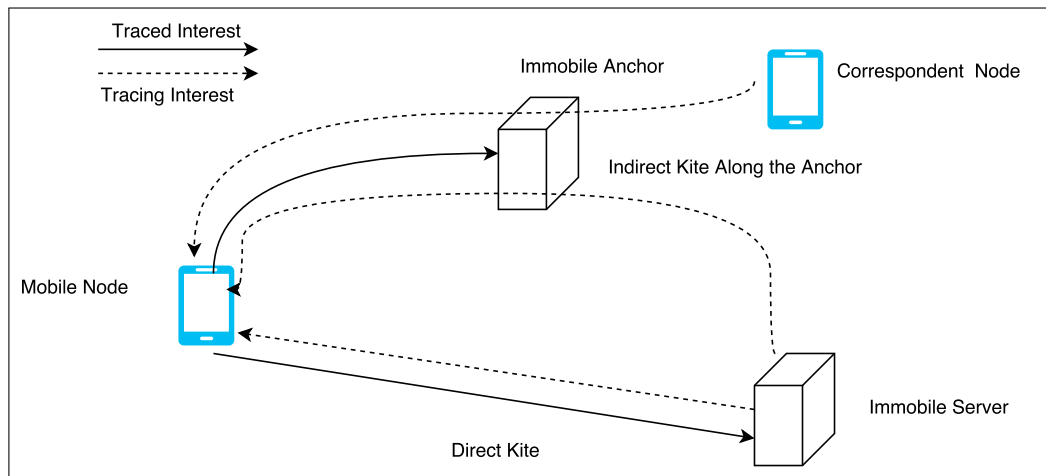 Traced Interest
Tracing Interest
Immobile Anchor
Correspondent Node
Indirect Kite Along the Anchor
Mobile Node
Immobile Server
Direct Kite